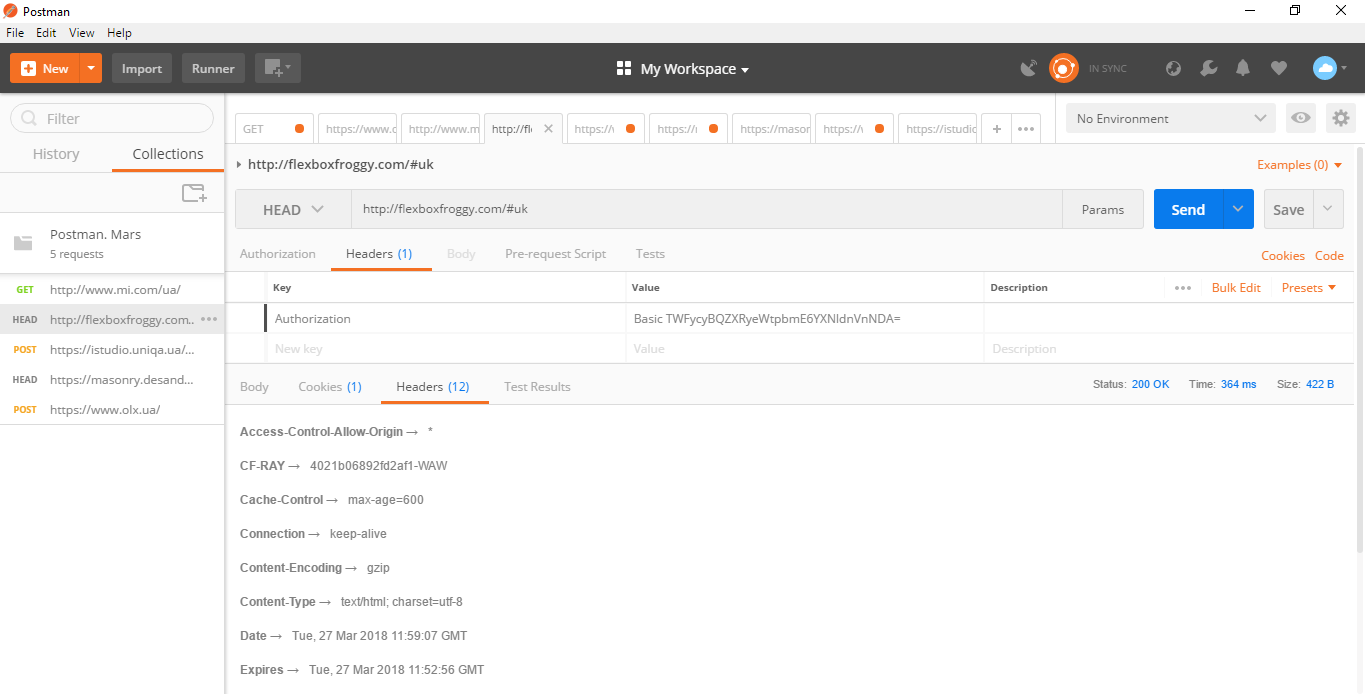 Postman
File Edit View Help
New Import Runner My Workspace IN SYNC
Filter
History Collections
Postman. Mars
5 requests
GET http://www.mi.com/ua/
HEAD http://flexboxfroggy.com...
POST https://istudio.uniqa.ua/...
HEAD https://masonry.desand...
POST https://www.olx.ua/
GET https://www.c http://www.m http://fl https:// https:// https://mason https:// https://istudio + •••
No Environment
http://flexboxfroggy.com/#uk Examples (0)
HEAD http://flexboxfroggy.com/#uk Params Send Save
Authorization Headers (1) Body Pre-request Script Tests Cookies Code
Key Value Description ••• Bulk Edit Presets
Authorization Basic TWFycyBQZXRyeWtpbmE6YXNldnVnNDA=
New key Value Description
Body Cookies (1) Headers (12) Test Results Status: 200 OK Time: 364 ms Size: 422 B
Access-Control-Allow-Origin → *
CF-RAY → 4021b06892fd2af1-WAW
Cache-Control → max-age=600
Connection → keep-alive
Content-Encoding → gzip
Content-Type → text/html; charset=utf-8
Date → Tue, 27 Mar 2018 11:59:07 GMT
Expires → Tue, 27 Mar 2018 11:52:56 GMT